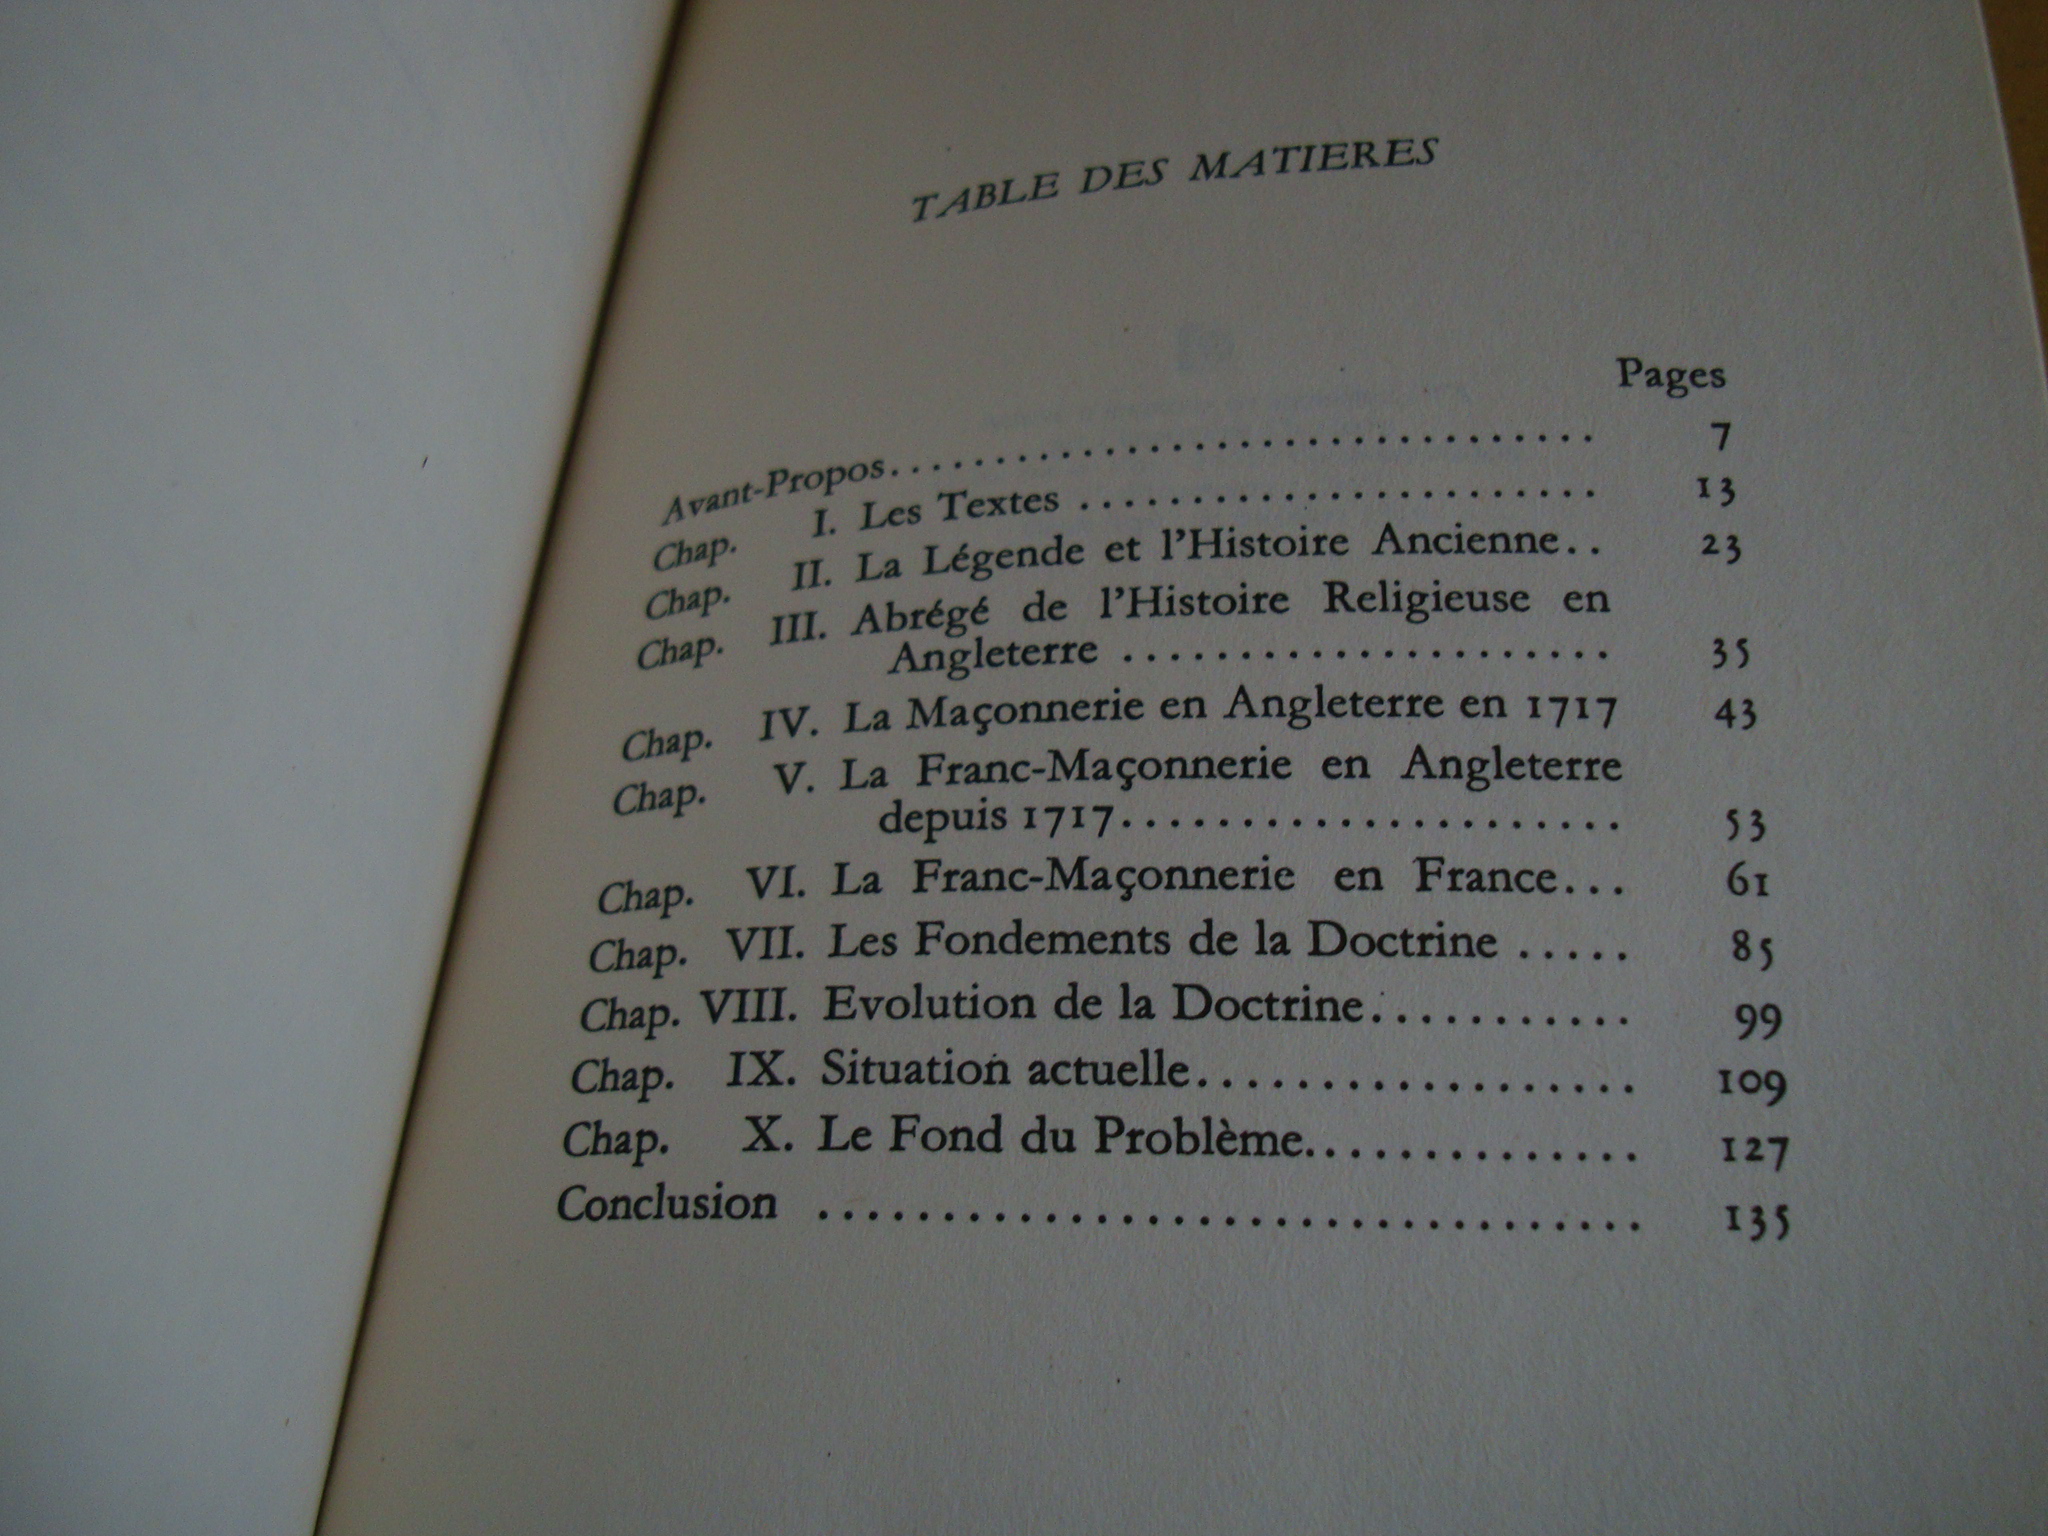 TABLE DES MATIERES
Pages
Avant-Propos.................................. 7
Chap. I. Les Textes ......................... 13
Chap. II. La Légende et l'Histoire Ancienne.. 23
Chap. III. Abrégé de l'Histoire Religieuse en
Angleterre ..................... 35
Chap. IV. La Maçonnerie en Angleterre en 1717 43
Chap. V. La Franc-Maçonnerie en Angleterre
depuis 1717...................... 53
Chap. VI. La Franc-Maçonnerie en France... 61
Chap. VII. Les Fondements de la Doctrine ..... 85
Chap. VIII. Evolution de la Doctrine........... 99
Chap. IX. Situation actuelle.................. 109
Chap. X. Le Fond du Problème.............. 127
Conclusion ................................. 135